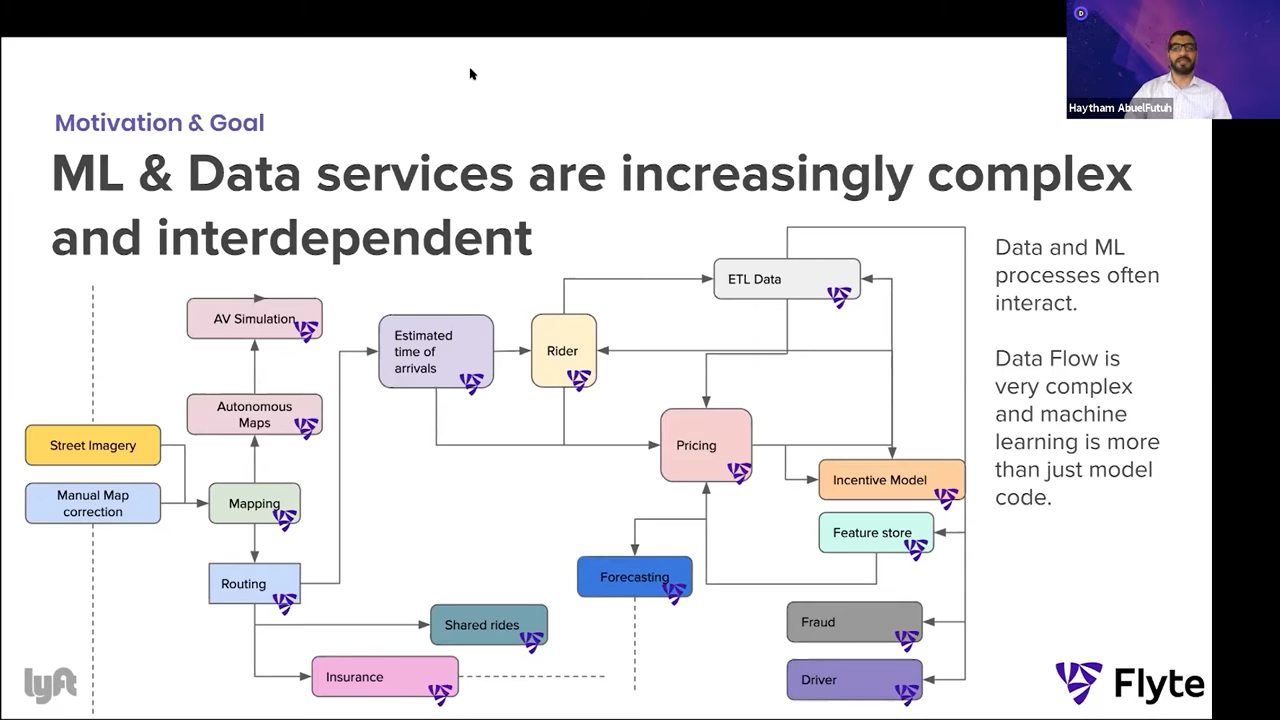 D
Haytham AbuelFutuh
Motivation & Goal
ML & Data services are increasingly complex
and interdependent
Data and ML
processes often
interact.
Data Flow is
very complex
and machine
learning is more
than just model
code.
ETL Data
AV Simulation
Estimated
time of
arrivals
Rider
Autonomous
Maps
Street Imagery
Pricing
Manual Map
correction
Mapping
Incentive Model
Feature store
Routing
Forecasting
Shared rides
Fraud
Insurance
Driver
lyft
Flyte